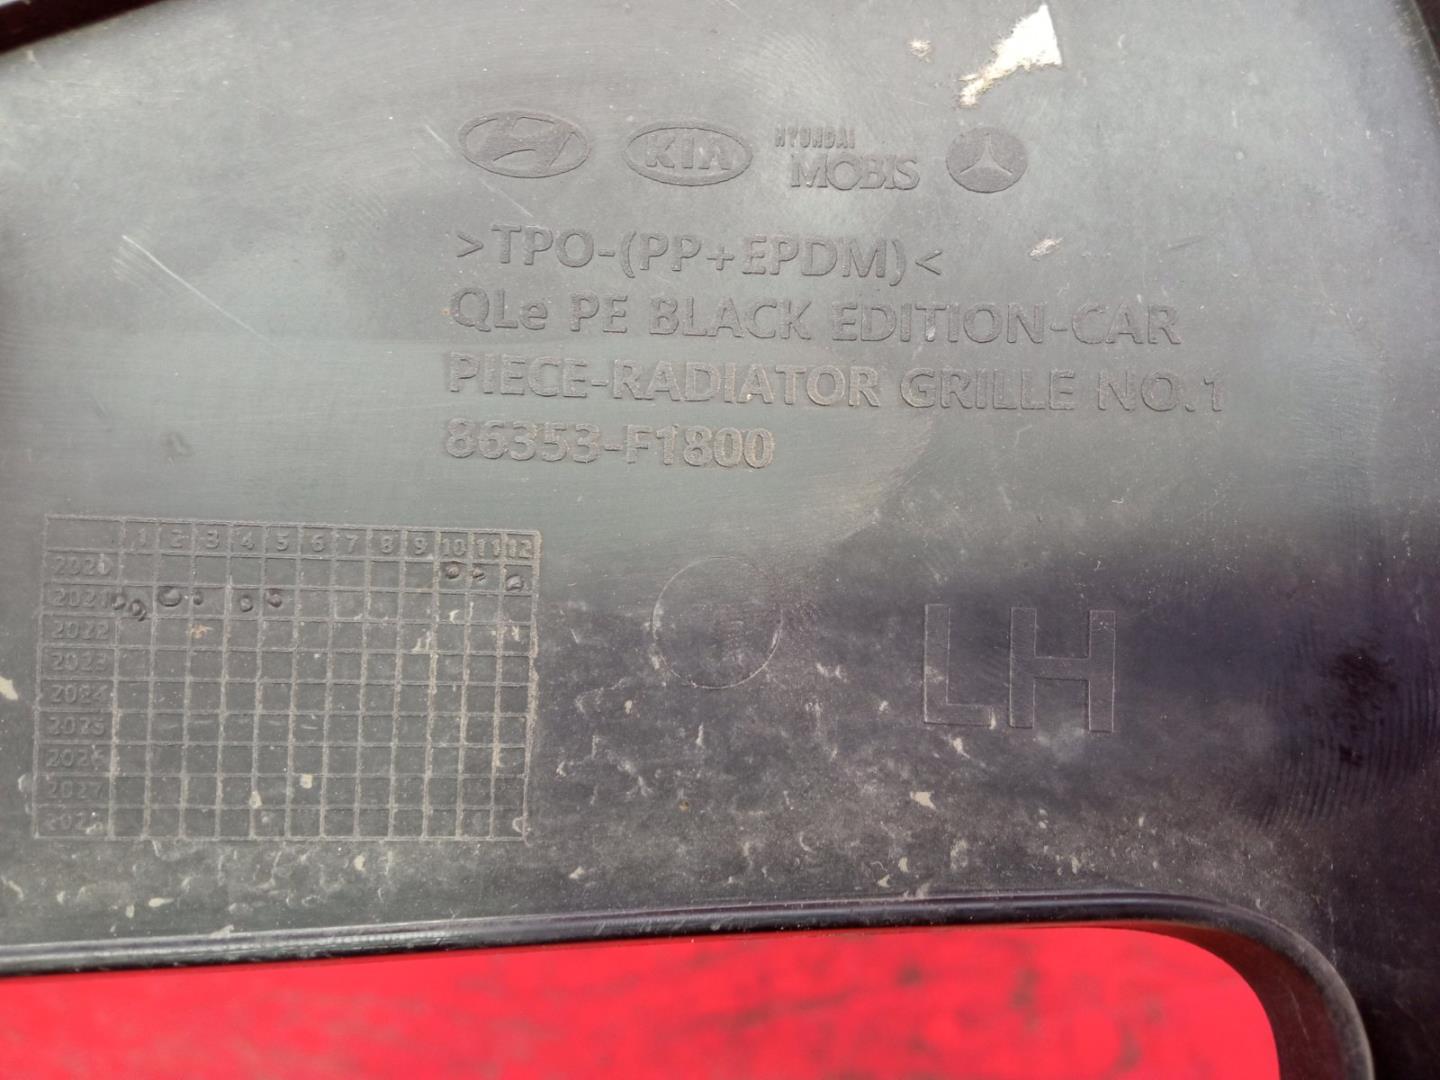 KIA HYUNDAI MOBIS
>TPO-(PP+EPDM)<
QLe PE BLACK EDITION-CAR
PIECE-RADIATOR GRILLE NO.1
86353-F1800
1 2 3 4 5 6 7 8 9 10 11 12
2020
2021
2022
2023
2024
2025
2026
2027
2028
LH